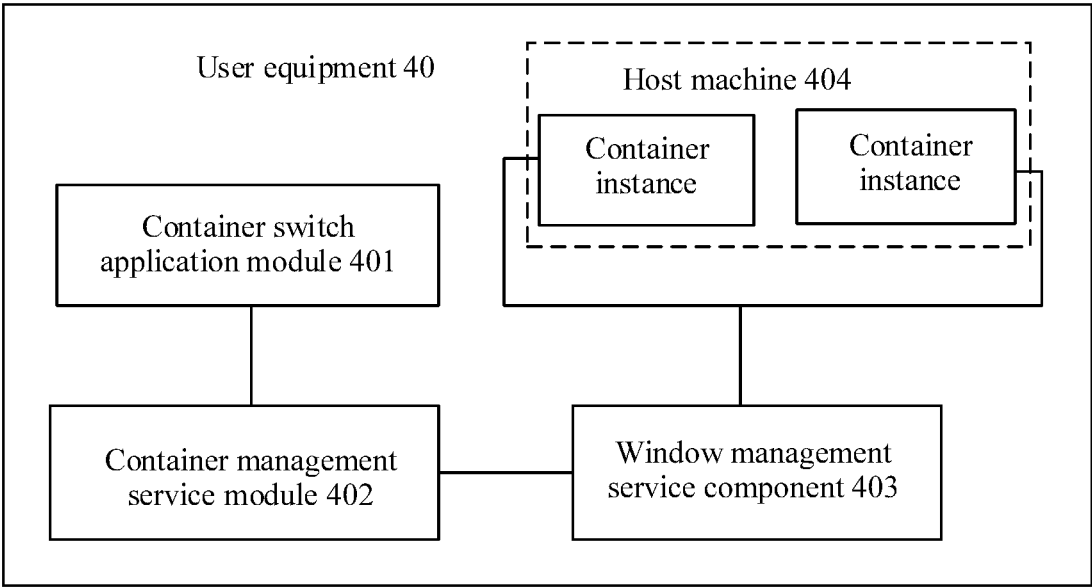 User equipment 40
Host machine 404
Container
instance
Container
instance
Container switch
application module 401
Container management
service module 402
Window management
service component 403